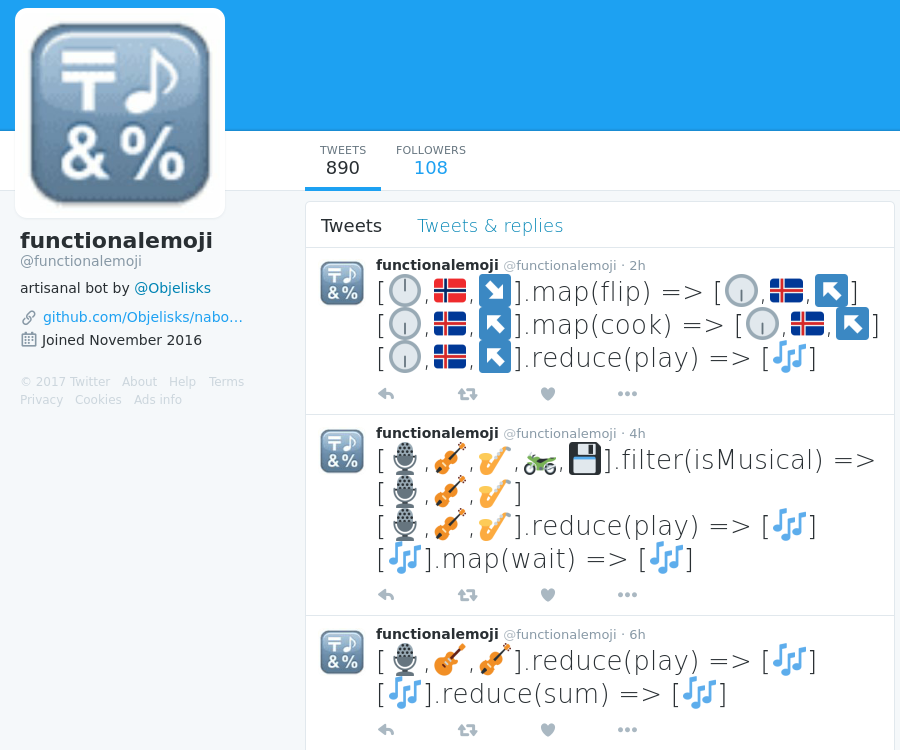 TWEETS
890
FOLLOWERS
108
functionalemoji
@functionalemoji
artisanal bot by @Objelisks
github.com/Objelisks/nabo…
Joined November 2016
© 2017 Twitter About Help Terms
Privacy Cookies Ads info
Tweets Tweets & replies
functionalemoji @functionalemoji · 2h
[🕛,🇳🇴,↘].map(flip) => [🕕,🇮🇸,↖]
[🕕,🇮🇸,↖].map(cook) => [🕕,🇮🇸,↖]
[🕕,🇮🇸,↖].reduce(play) => [🎶]
functionalemoji @functionalemoji · 4h
[🎙,🎻,🎷,🏍,💾].filter(isMusical) =>
[🎙,🎻,🎷]
[🎙,🎻,🎷].reduce(play) => [🎶]
[🎶].map(wait) => [🎶]
functionalemoji @functionalemoji · 6h
[🎙,🎸,🎻].reduce(play) => [🎶]
[🎶].reduce(sum) => [🎶]